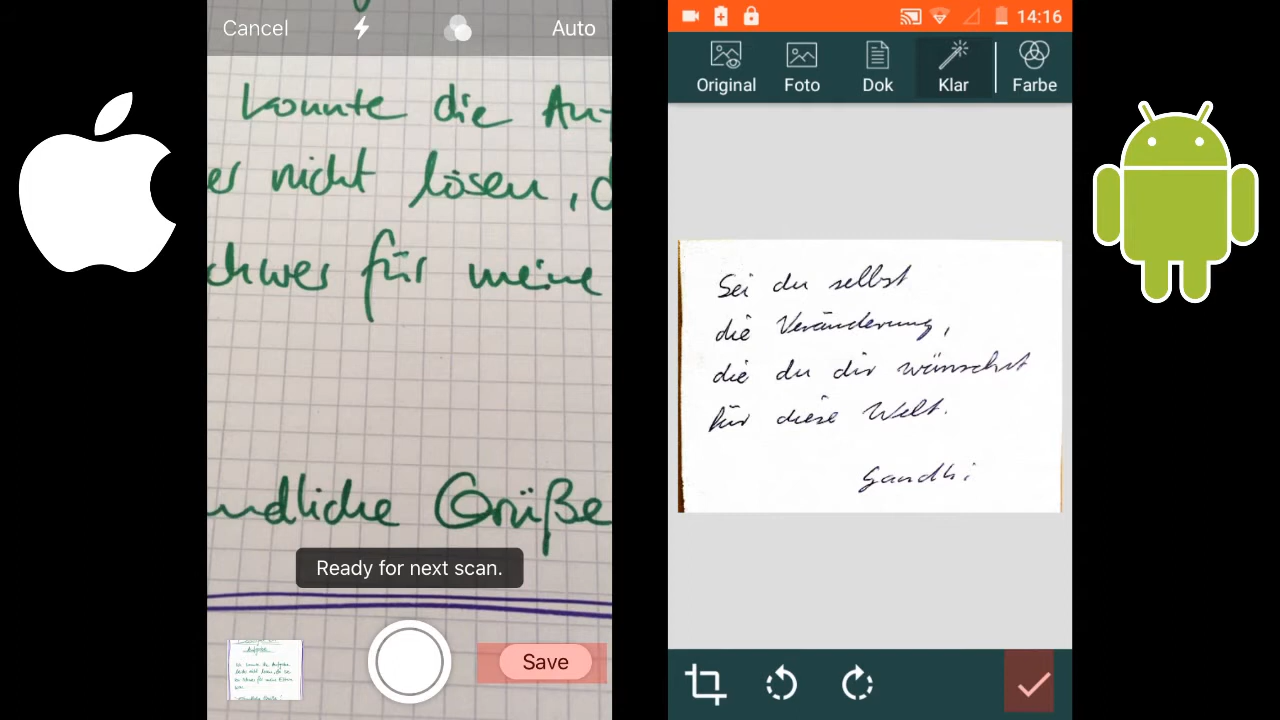 Cancel
Auto
konnte die Au
er nicht lösen,
chwer für meine
ndliche Grüße
Ready for next scan.
Aufgabe
Save
14:16
Original
Foto
Dok
Klar
Farbe
Sei du selbst
die Veränderung,
die du dir wünschst
für diese Welt.
Gandhi